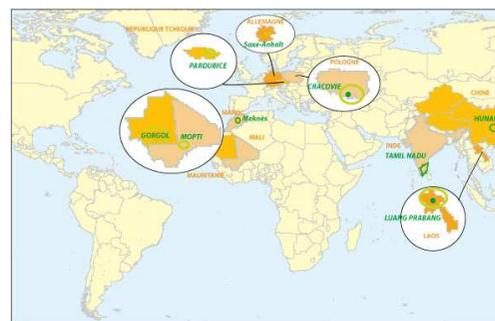 ALLEMAGNE
Saxe-Anhalt
RÉPUBLIQUE TCHÈQUE
PARDUBICE
POLOGNE
CRACOVIE
CHINE
HUNAN
MAROC
Meknès
GORGOL
MOPTI
MALI
MAURITANIE
INDE
TAMIL NADU
LUANG PRABANG
LAOS